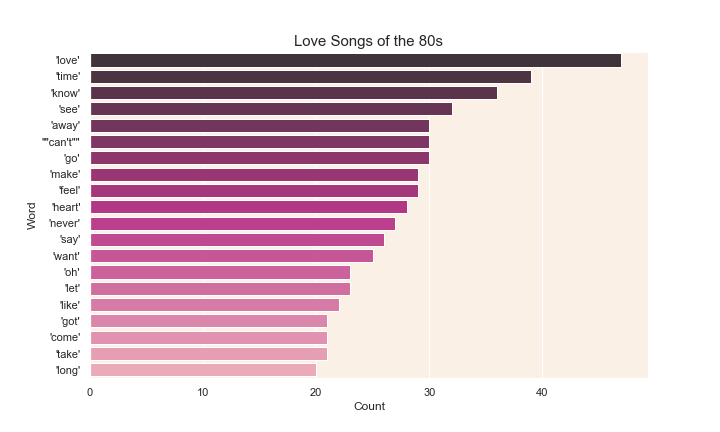 Love Songs of the 80s
Word
'love'
'time'
'know'
'see'
'away'
""can't""
'go'
'make'
'feel'
'heart'
'never'
'say'
'want'
'oh'
'let'
'like'
'got'
'come'
'take'
'long'
0 10 20 30 40
Count